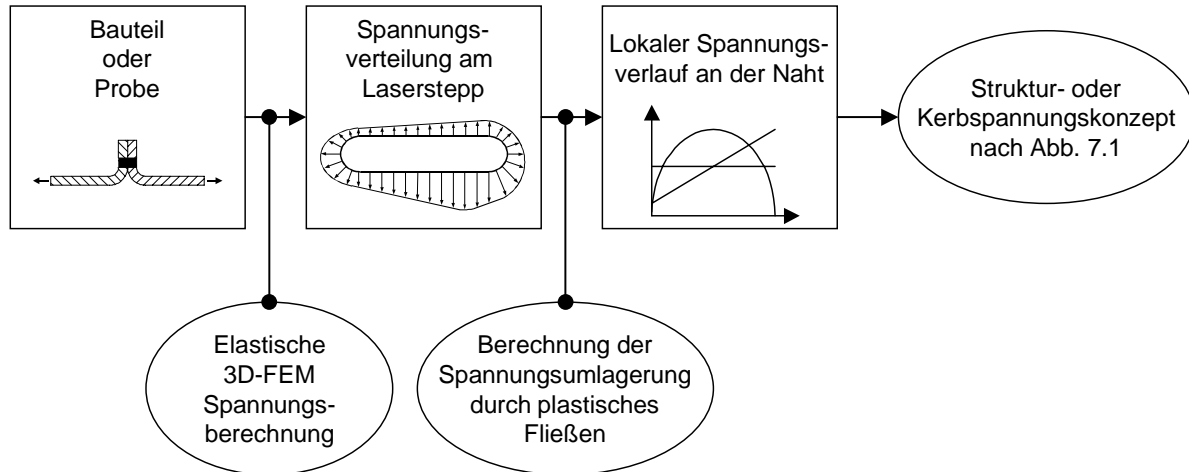 Bauteil
oder
Probe
Spannungs-
verteilung am
Laserstepp
Lokaler Spannungs-
verlauf an der Naht
Struktur- oder
Kerbspannungskonzept
nach Abb. 7.1
Elastische
3D-FEM
Spannungs-
berechnung
Berechnung der
Spannungsumlagerung
durch plastisches
Fließen